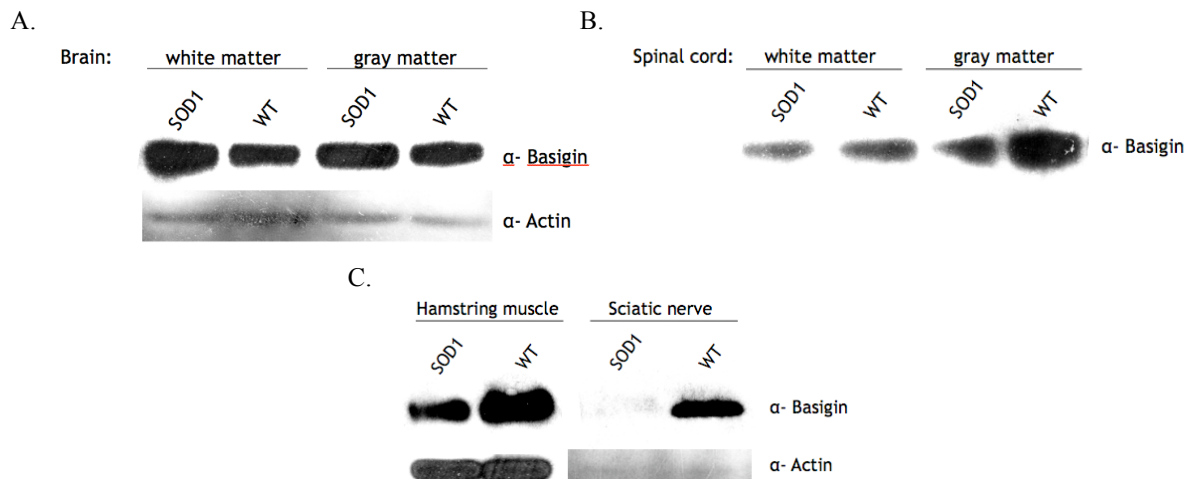 A.
Brain: white matter gray matter
SOD1 WT SOD1 WT
α- Basigin
α- Actin
B.
Spinal cord: white matter gray matter
SOD1 WT SOD1 WT
α- Basigin
C.
Hamstring muscle Sciatic nerve
SOD1 WT SOD1 WT
α- Basigin
α- Actin